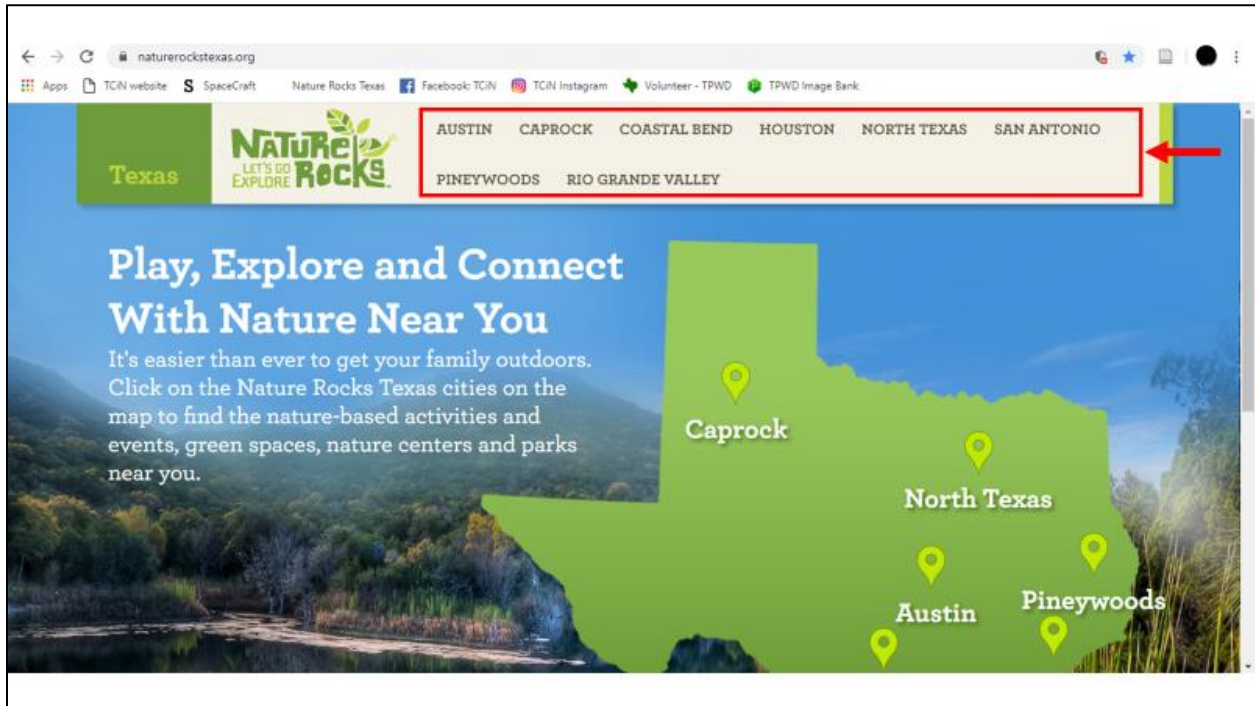 naturerockstexas.org
Apps TCiN website SpaceCraft Nature Rocks Texas Facebook: TCiN TCiN Instagram Volunteer - TPWD TPWD Image Bank
Texas
NATURE
LET'S GO
EXPLORE ROCKS
AUSTIN CAPROCK COASTAL BEND HOUSTON NORTH TEXAS SAN ANTONIO
PINEYWOODS RIO GRANDE VALLEY
Play, Explore and Connect
With Nature Near You
It's easier than ever to get your family outdoors.
Click on the Nature Rocks Texas cities on the
map to find the nature-based activities and
events, green spaces, nature centers and parks
near you.
Caprock
North Texas
Austin
Pineywoods